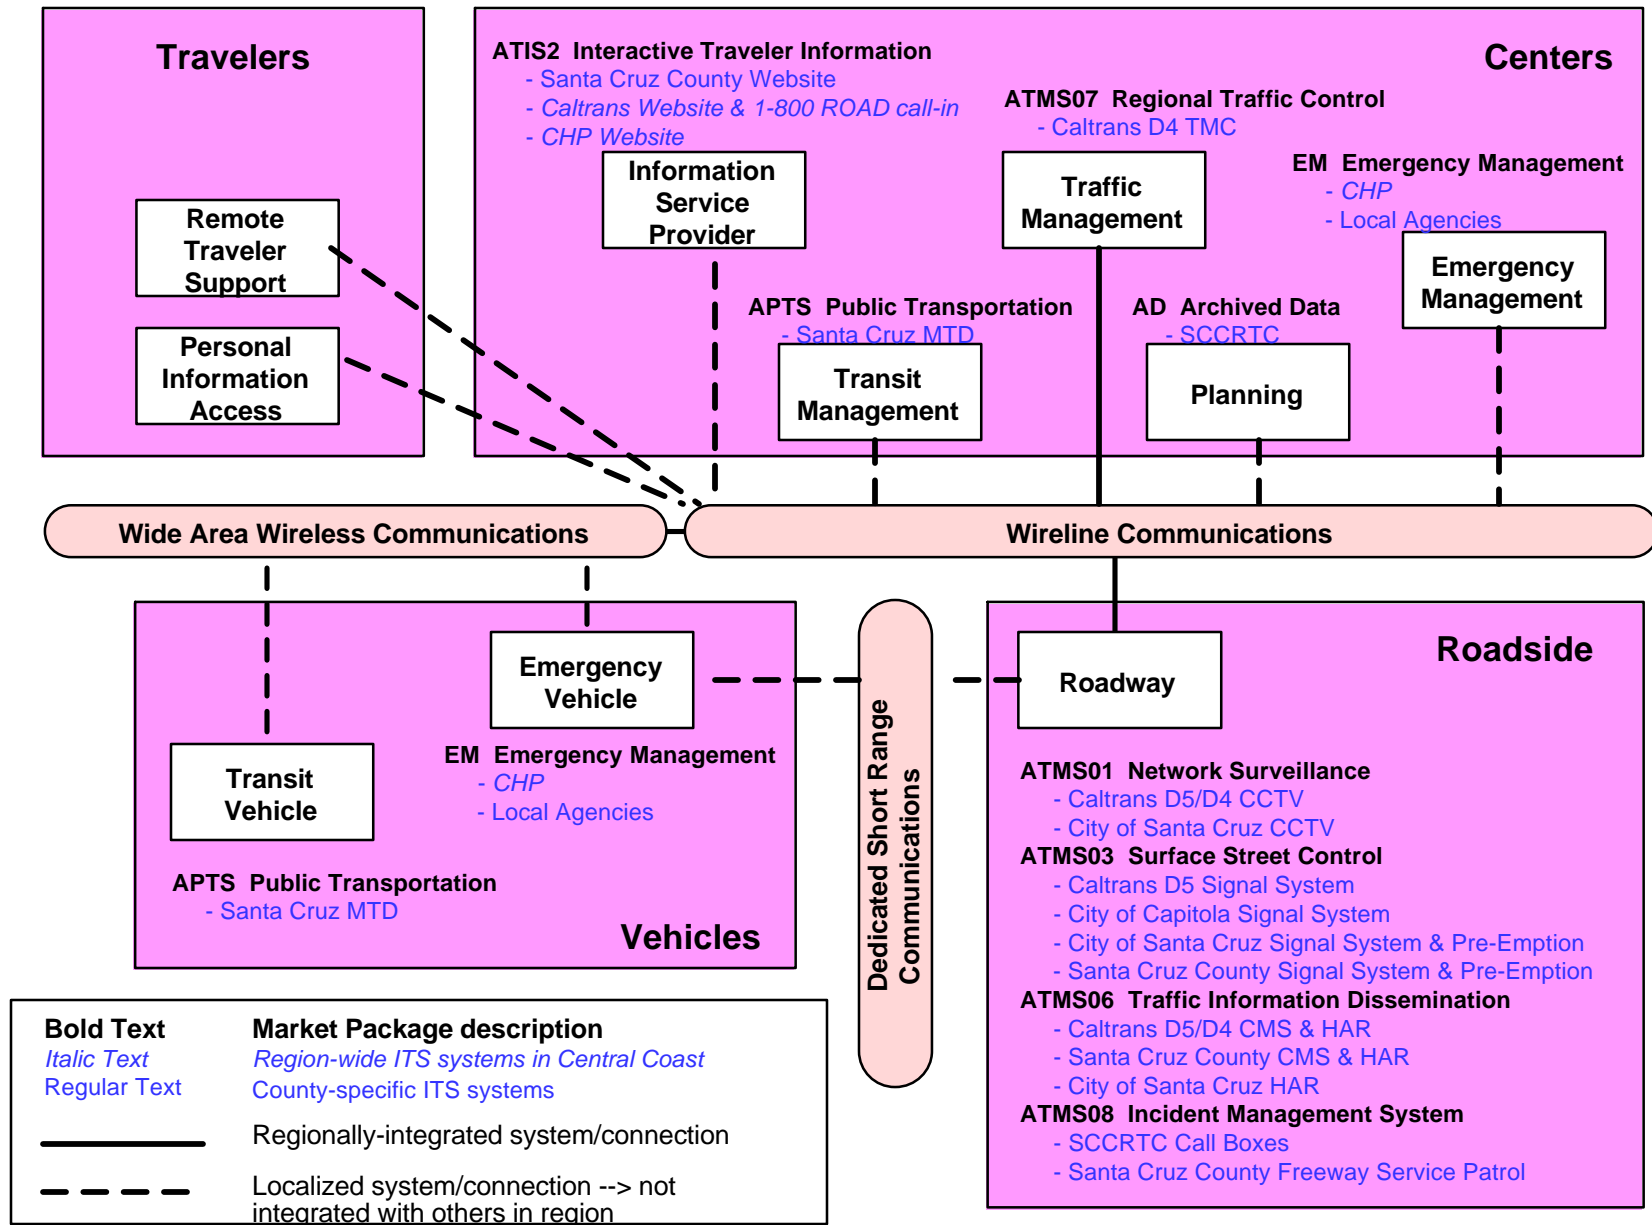 Travelers
Remote
Traveler
Support
Personal
Information
Access
Centers
ATIS2  Interactive Traveler Information
- Santa Cruz County Website
- Caltrans Website & 1-800 ROAD call-in
- CHP Website
Information
Service
Provider
ATMS07  Regional Traffic Control
- Caltrans D4 TMC
Traffic
Management
EM  Emergency Management
- CHP
- Local Agencies
Emergency
Management
APTS  Public Transportation
- Santa Cruz MTD
Transit
Management
AD  Archived Data
- SCCRTC
Planning
Wide Area Wireless Communications
Wireline Communications
Emergency
Vehicle
EM  Emergency Management
- CHP
- Local Agencies
Transit
Vehicle
APTS  Public Transportation
- Santa Cruz MTD
Vehicles
Dedicated Short Range
Communications
Roadside
Roadway
ATMS01  Network Surveillance
- Caltrans D5/D4 CCTV
- City of Santa Cruz CCTV
ATMS03  Surface Street Control
- Caltrans D5 Signal System
- City of Capitola Signal System
- City of Santa Cruz Signal System & Pre-Emption
- Santa Cruz County Signal System & Pre-Emption
ATMS06  Traffic Information Dissemination
- Caltrans D5/D4 CMS & HAR
- Santa Cruz County CMS & HAR
- City of Santa Cruz HAR
ATMS08  Incident Management System
- SCCRTC Call Boxes
- Santa Cruz County Freeway Service Patrol
Bold Text  Market Package description
Italic Text  Region-wide ITS systems in Central Coast
Regular Text  County-specific ITS systems
Regionally-integrated system/connection
Localized system/connection --> not
integrated with others in region